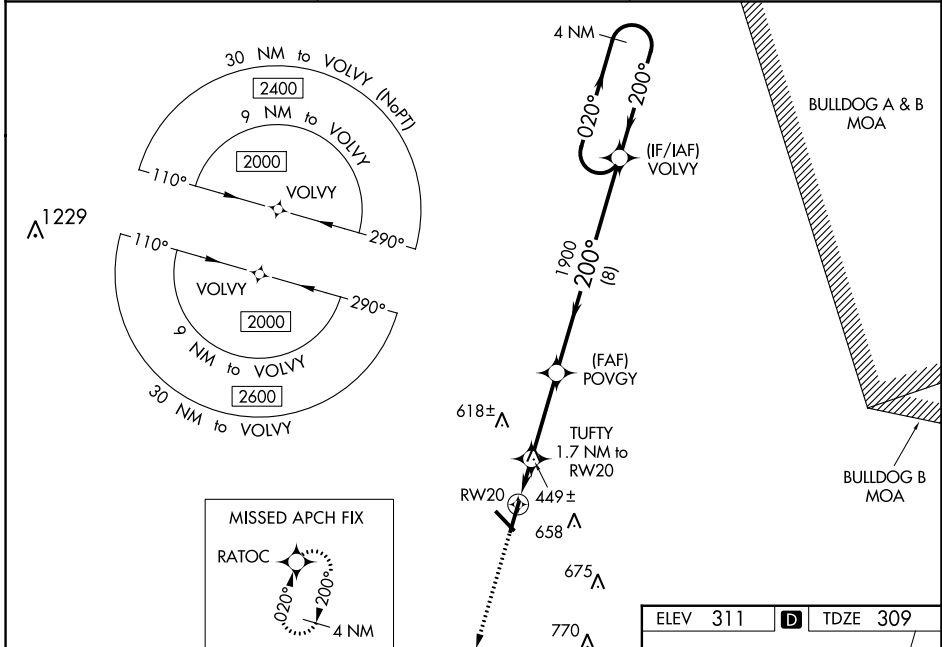 30 NM to VOLVY (NoPT)
2400
9 NM to VOLVY
2000
110°
VOLVY
290°
1229
110°
VOLVY
290°
2000
9 NM to VOLVY
2600
30 NM to VOLVY
4 NM
020°
200°
(IF/IAF)
VOLVY
1900
200°
(8)
(FAF)
POVGY
618±
TUFTY
1.7 NM to
RW20
RW20
449±
658
675
770
BULLDOG A & B
MOA
BULLDOG B
MOA
MISSED APCH FIX
RATOC
020°
200°
4 NM
ELEV 311 D TDZE 309